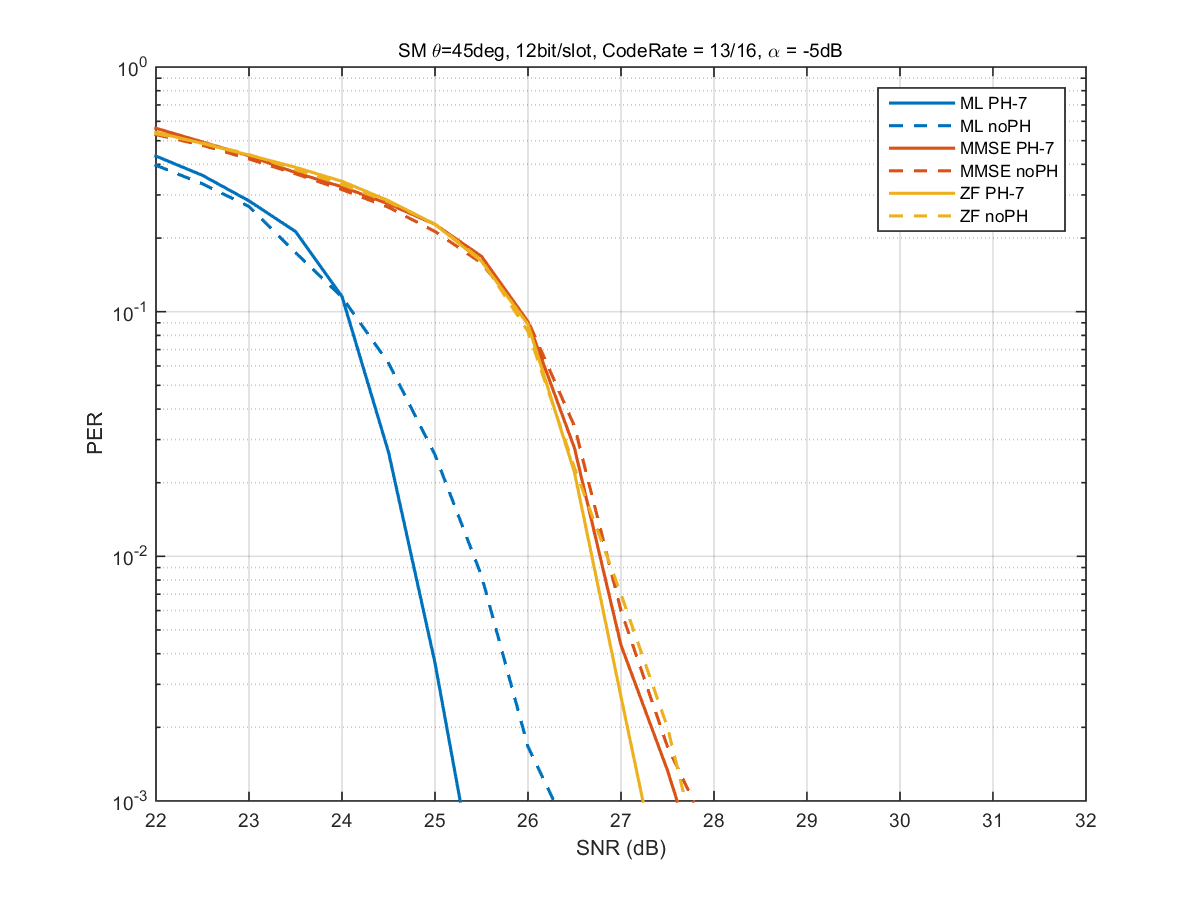 SM θ=45deg, 12bit/slot, CodeRate = 13/16, α = -5dB
10^0
10^-1
10^-2
10^-3
PER
ML PH-7
ML noPH
MMSE PH-7
MMSE noPH
ZF PH-7
ZF noPH
22 23 24 25 26 27 28 29 30 31 32
SNR (dB)